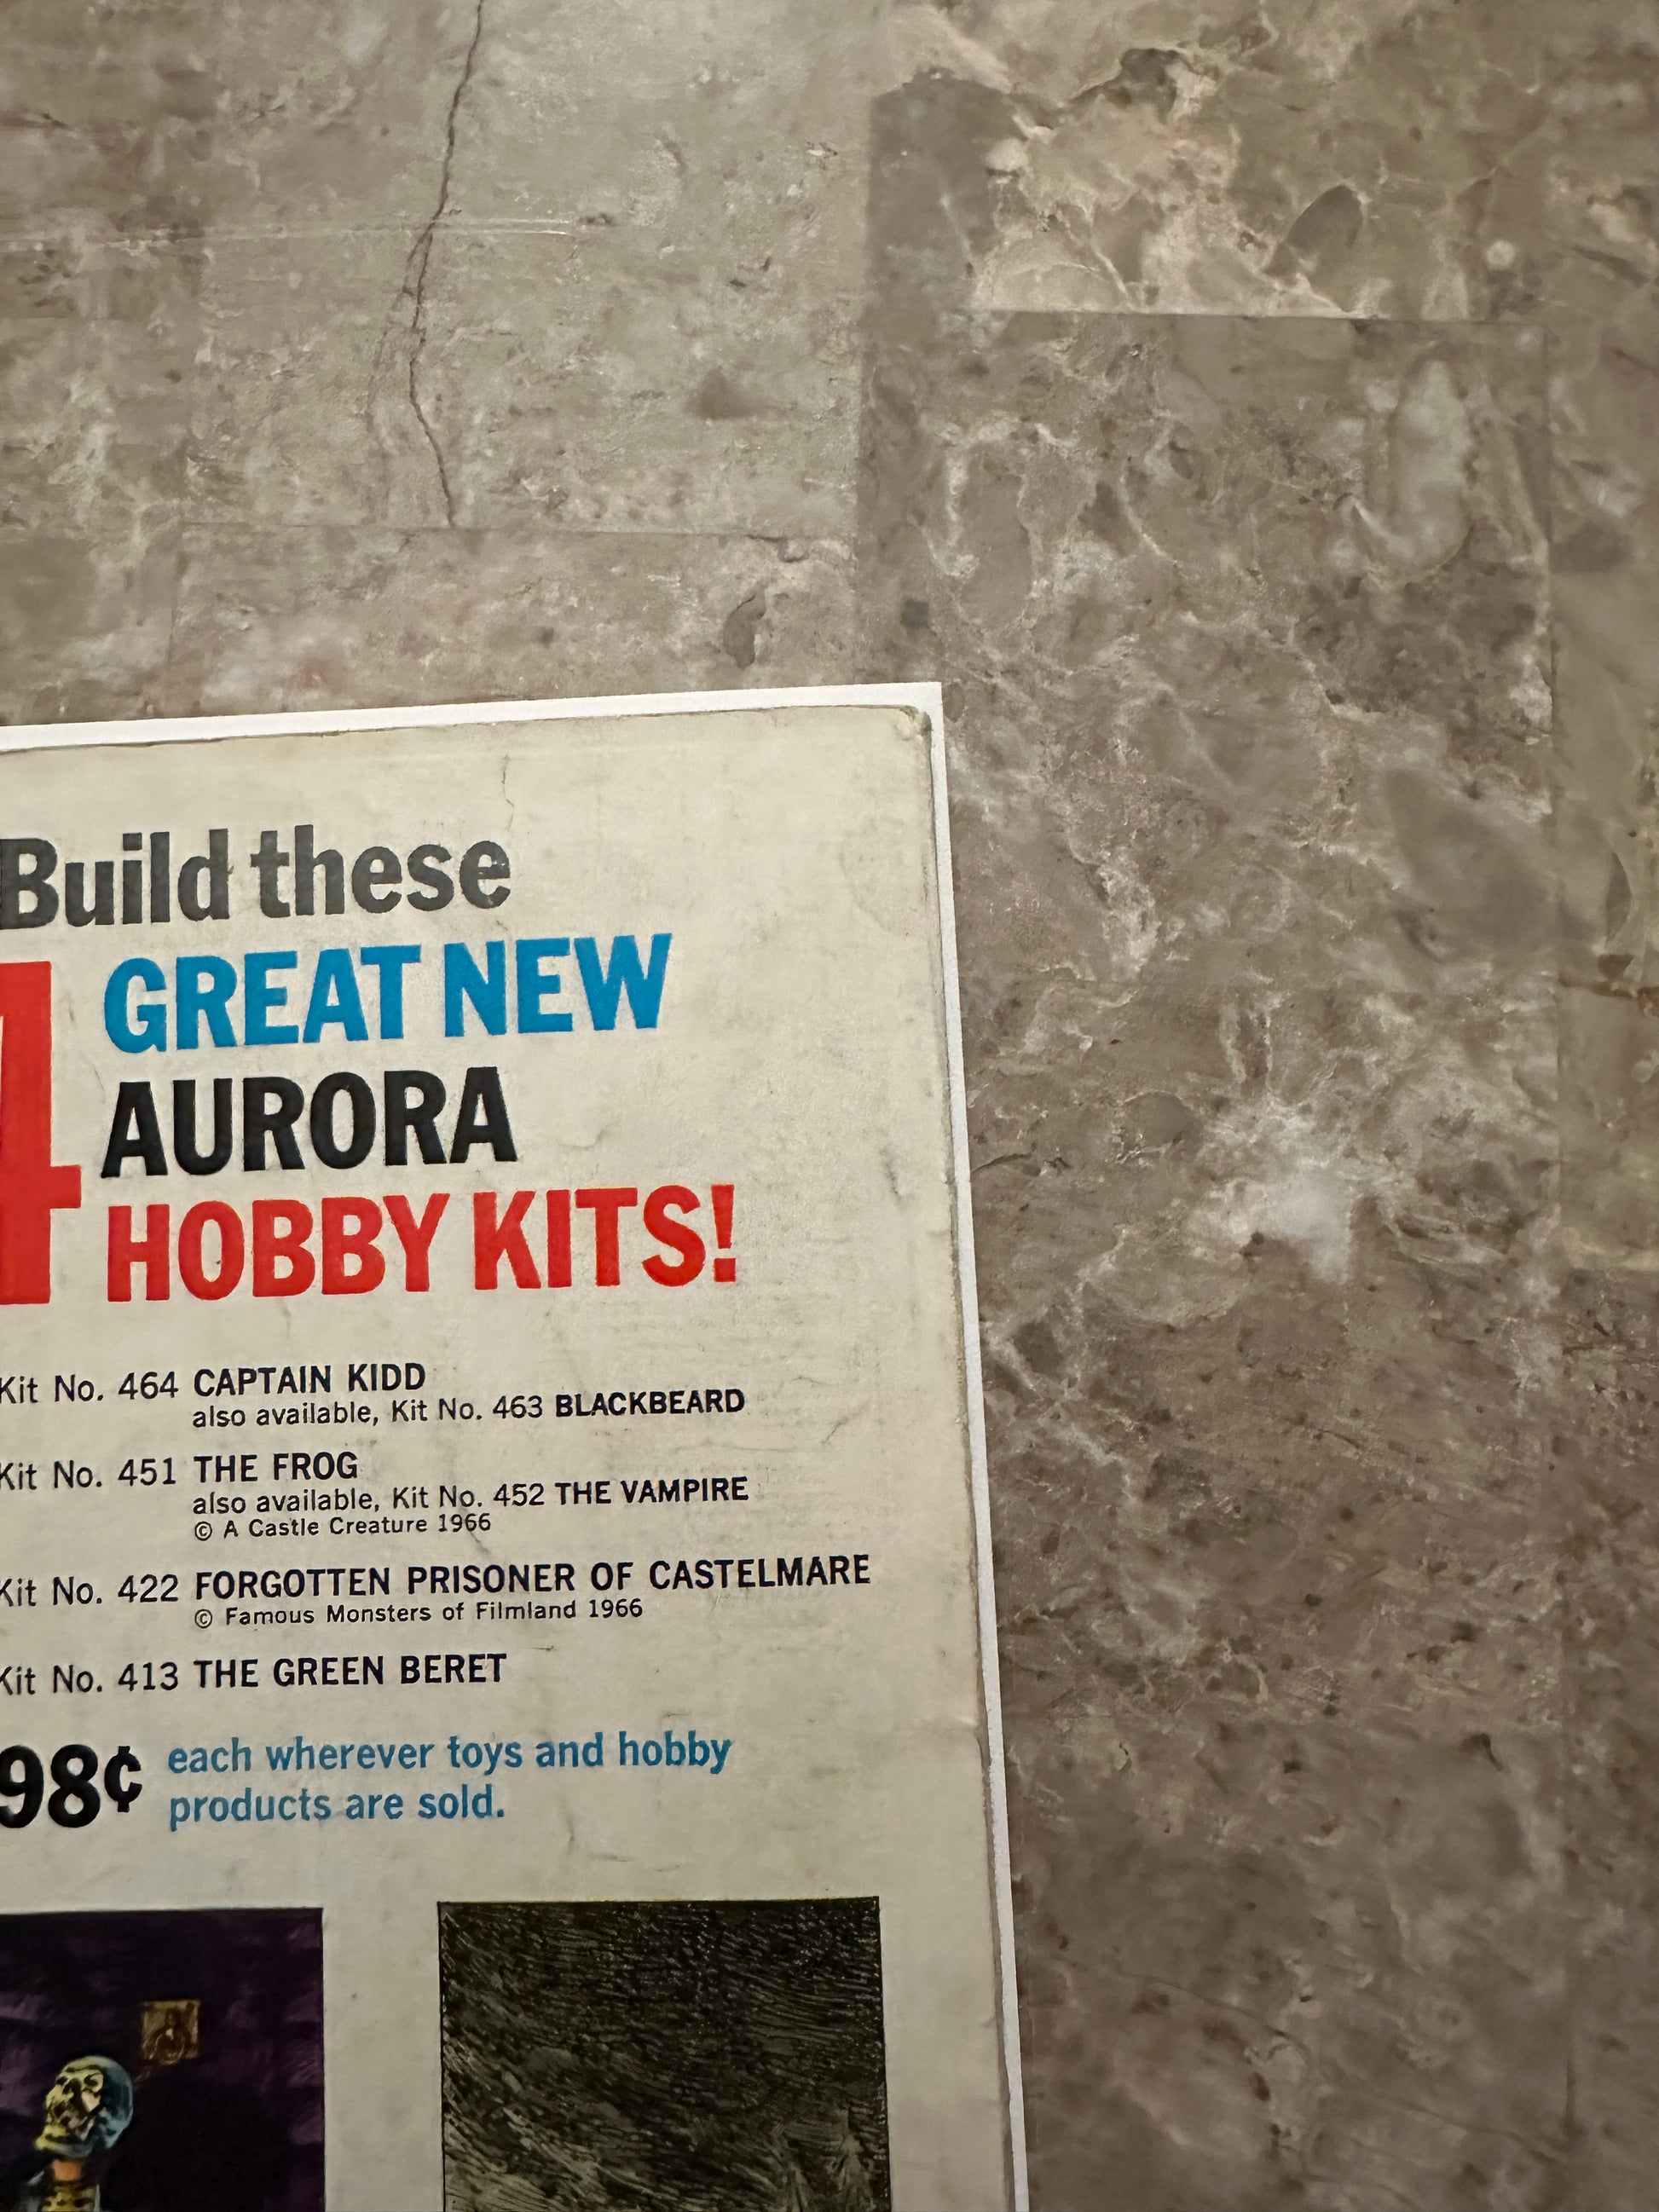 Build these
4 GREAT NEW
AURORA
HOBBY KITS!
Kit No. 464 CAPTAIN KIDD
also available, Kit No. 463 BLACKBEARD
Kit No. 451 THE FROG
also available, Kit No. 452 THE VAMPIRE
© A Castle Creature 1966
Kit No. 422 FORGOTTEN PRISONER OF CASTELMARE
© Famous Monsters of Filmland 1966
Kit No. 413 THE GREEN BERET
98¢ each wherever toys and hobby
products are sold.